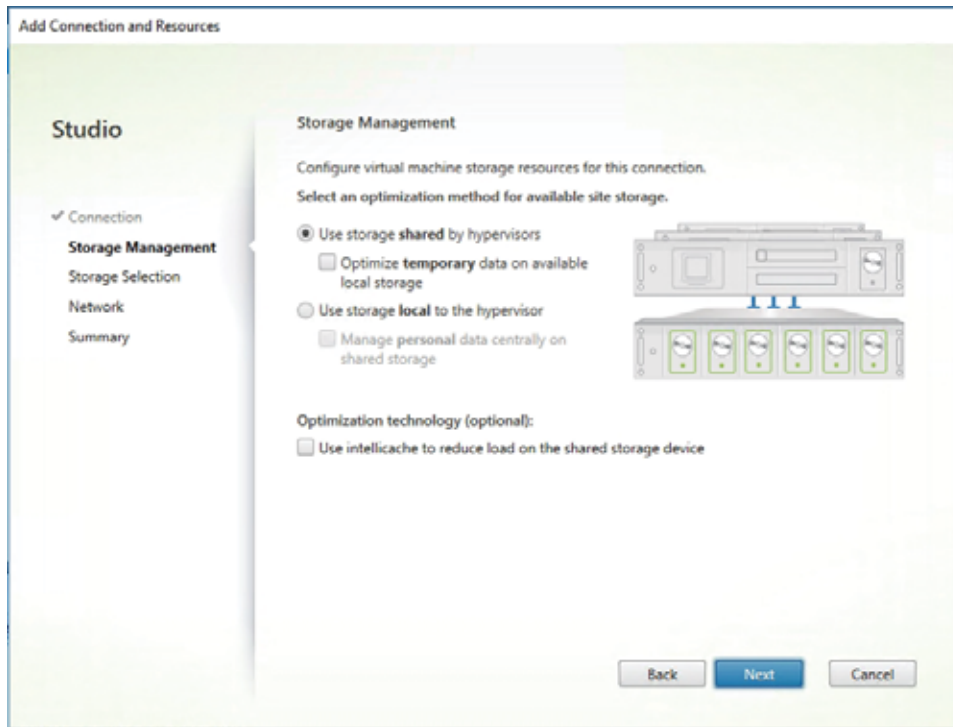 Add Connection and Resources
Studio
✔ Connection
Storage Management
Storage Selection
Network
Summary
Storage Management
Configure virtual machine storage resources for this connection.
Select an optimization method for available site storage.
Use storage shared by hypervisors
Optimize temporary data on available
local storage
Use storage local to the hypervisor
Manage personal data centrally on
shared storage
Optimization technology (optional):
Use intellicache to reduce load on the shared storage device
Back Next Cancel